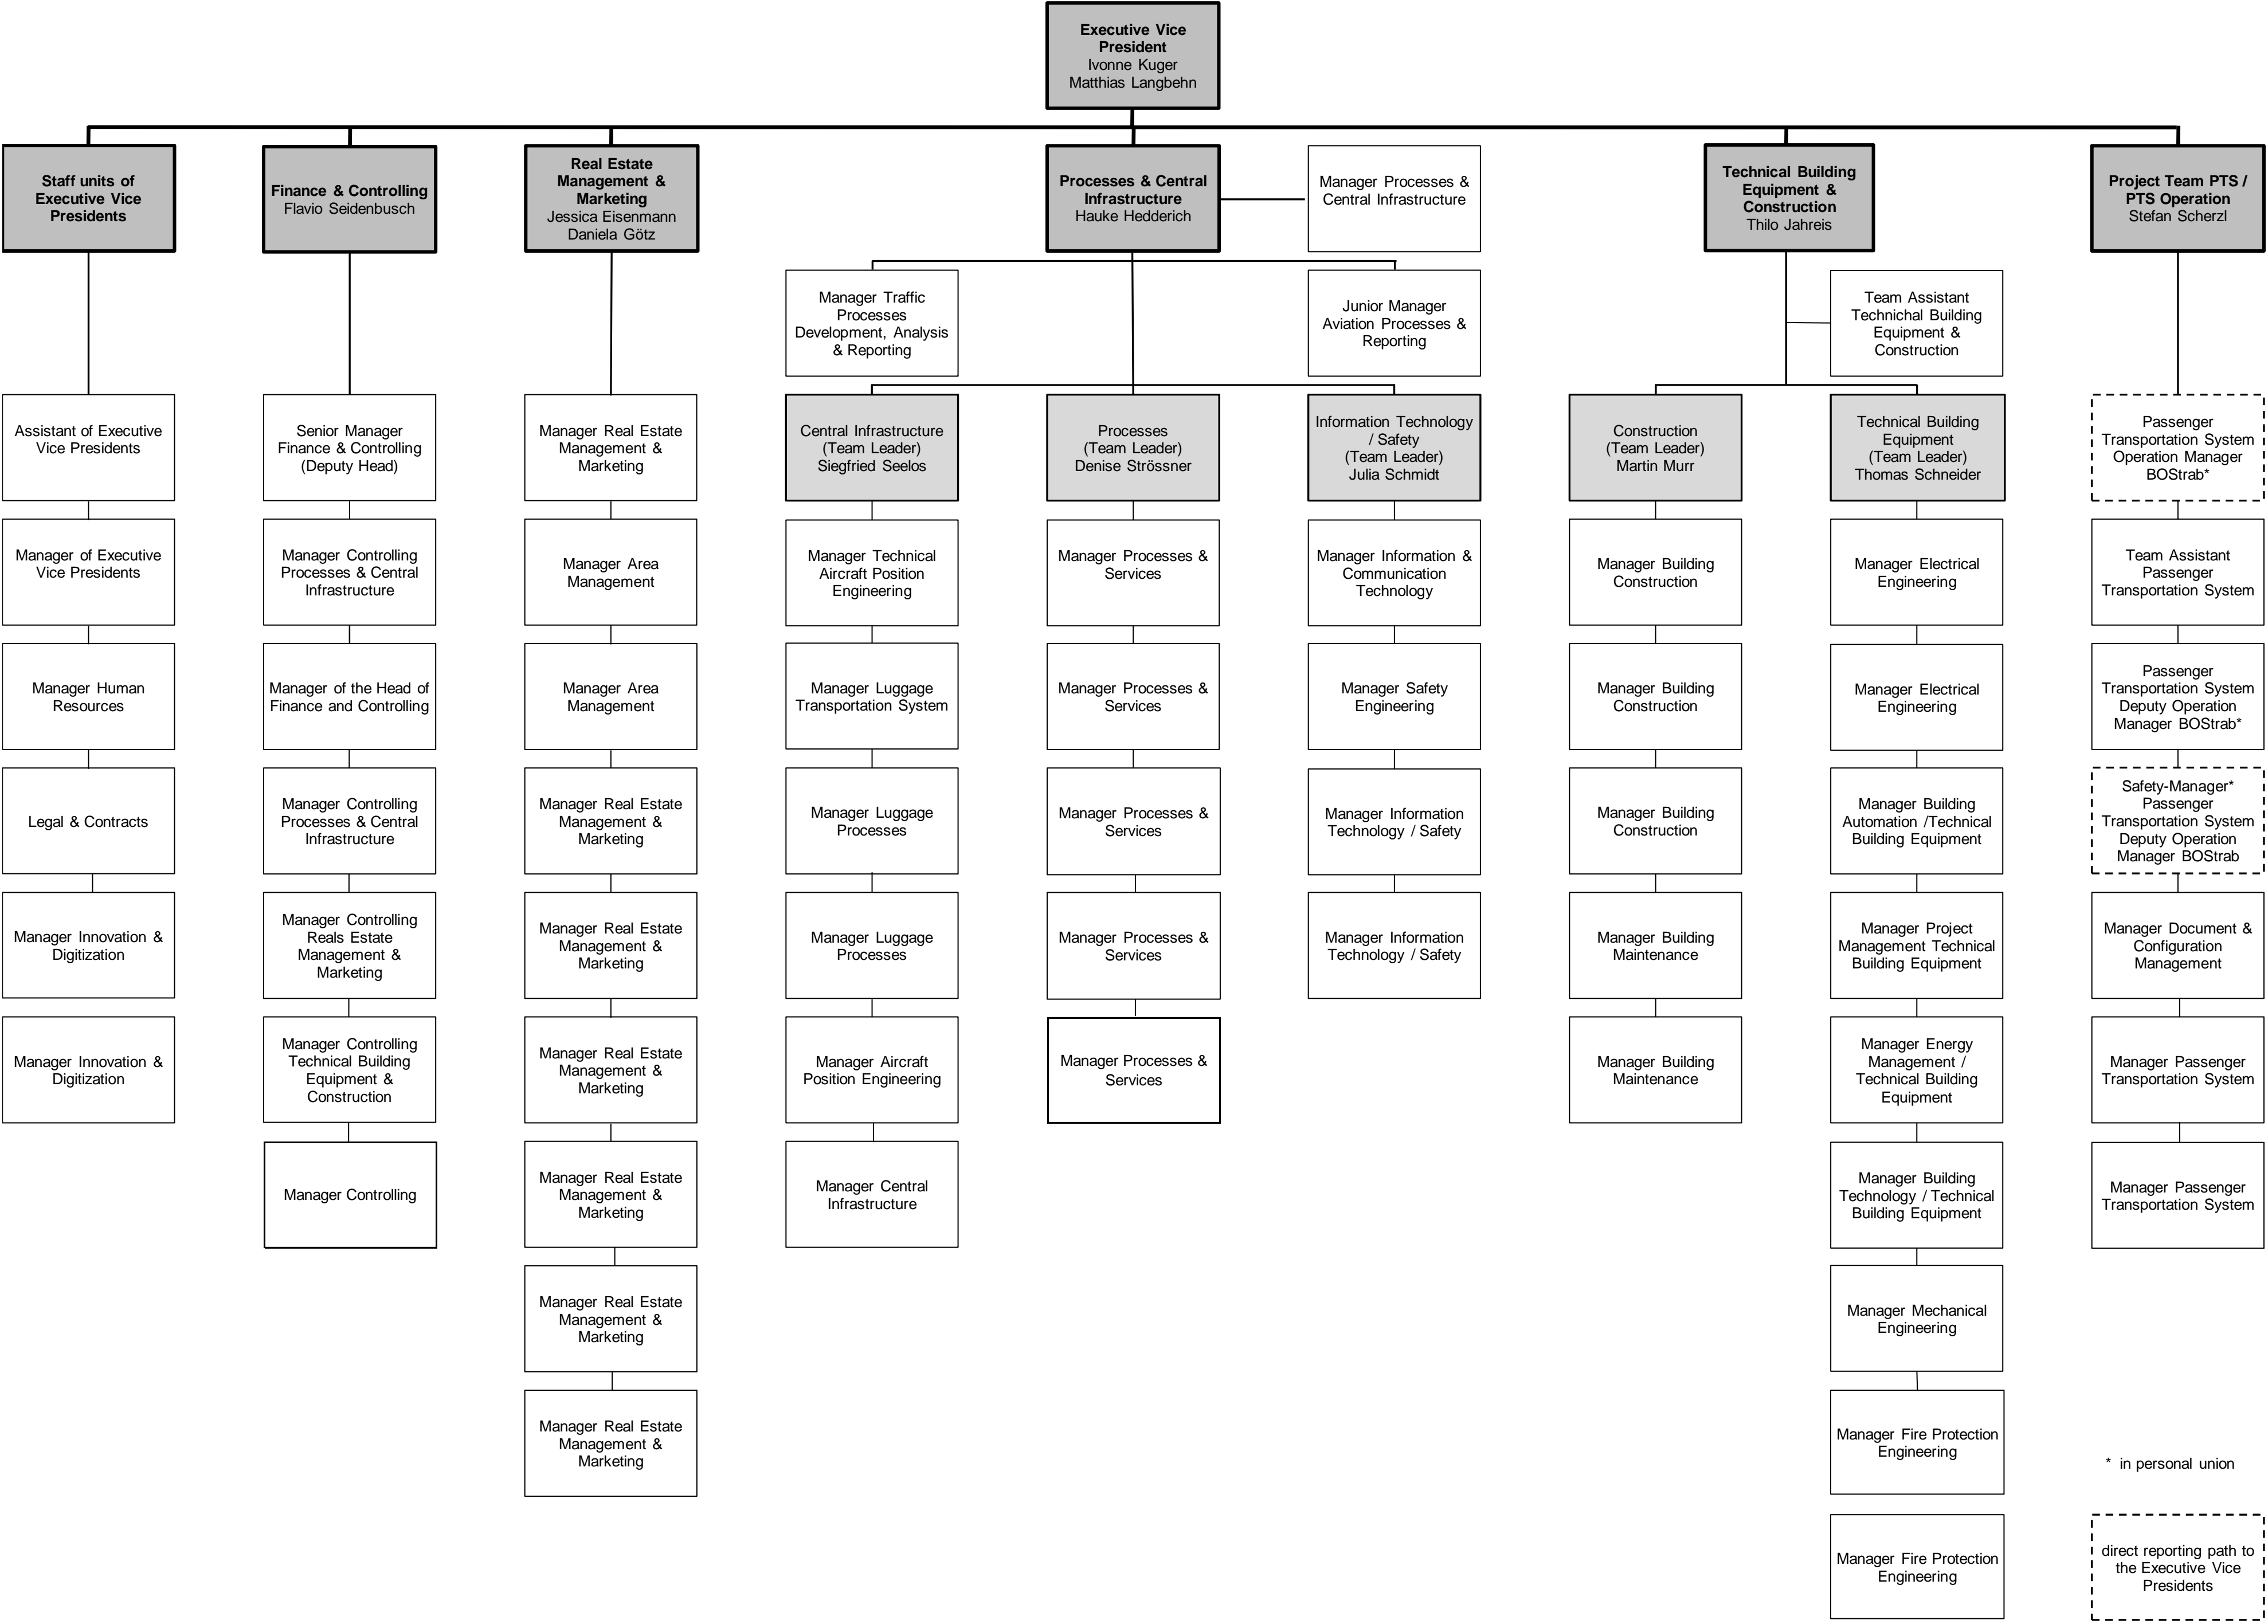 Executive Vice
President
Ivonne Kuger
Matthias Langbehn
Staff units of
Executive Vice
Presidents
Finance & Controlling
Flavio Seidenbusch
Real Estate
Management &
Marketing
Jessica Eisenmann
Daniela Götz
Processes & Central
Infrastructure
Hauke Hedderich
Manager Processes &
Central Infrastructure
Technical Building
Equipment &
Construction
Thilo Jahreis
Project Team PTS /
PTS Operation
Stefan Scherzl
Manager Traffic
Processes
Development, Analysis
& Reporting
Junior Manager
Aviation Processes &
Reporting
Team Assistant
Technichal Building
Equipment &
Construction
Assistant of Executive
Vice Presidents
Senior Manager
Finance & Controlling
(Deputy Head)
Manager Real Estate
Management &
Marketing
Central Infrastructure
(Team Leader)
Siegfried Seelos
Processes
(Team Leader)
Denise Strössner
Information Technology
/ Safety
(Team Leader)
Julia Schmidt
Construction
(Team Leader)
Martin Murr
Technical Building
Equipment
(Team Leader)
Thomas Schneider
Passenger
Transportation System
Operation Manager
BOStrab*
Manager of Executive
Vice Presidents
Manager Controlling
Processes & Central
Infrastructure
Manager Area
Management
Manager Technical
Aircraft Position
Engineering
Manager Processes &
Services
Manager Information &
Communication
Technology
Manager Building
Construction
Manager Electrical
Engineering
Team Assistant
Passenger
Transportation System
Manager Human
Resources
Manager of the Head of
Finance and Controlling
Manager Area
Management
Manager Luggage
Transportation System
Manager Processes &
Services
Manager Safety
Engineering
Manager Building
Construction
Manager Electrical
Engineering
Passenger
Transportation System
Deputy Operation
Manager BOStrab*
Legal & Contracts
Manager Controlling
Processes & Central
Infrastructure
Manager Real Estate
Management &
Marketing
Manager Luggage
Processes
Manager Processes &
Services
Manager Information
Technology / Safety
Manager Building
Construction
Manager Building
Automation /Technical
Building Equipment
Safety-Manager*
Passenger
Transportation System
Deputy Operation
Manager BOStrab
Manager Innovation &
Digitization
Manager Controlling
Reals Estate
Management &
Marketing
Manager Real Estate
Management &
Marketing
Manager Luggage
Processes
Manager Processes &
Services
Manager Information
Technology / Safety
Manager Building
Maintenance
Manager Project
Management Technical
Building Equipment
Manager Document &
Configuration
Management
Manager Innovation &
Digitization
Manager Controlling
Technical Building
Equipment &
Construction
Manager Real Estate
Management &
Marketing
Manager Aircraft
Position Engineering
Manager Processes &
Services
Manager Building
Maintenance
Manager Energy
Management /
Technical Building
Equipment
Manager Passenger
Transportation System
Manager Controlling
Manager Real Estate
Management &
Marketing
Manager Central
Infrastructure
Manager Building
Technology / Technical
Building Equipment
Manager Passenger
Transportation System
Manager Real Estate
Management &
Marketing
Manager Mechanical
Engineering
Manager Real Estate
Management &
Marketing
Manager Fire Protection
Engineering
* in personal union
Manager Fire Protection
Engineering
direct reporting path to
the Executive Vice
Presidents